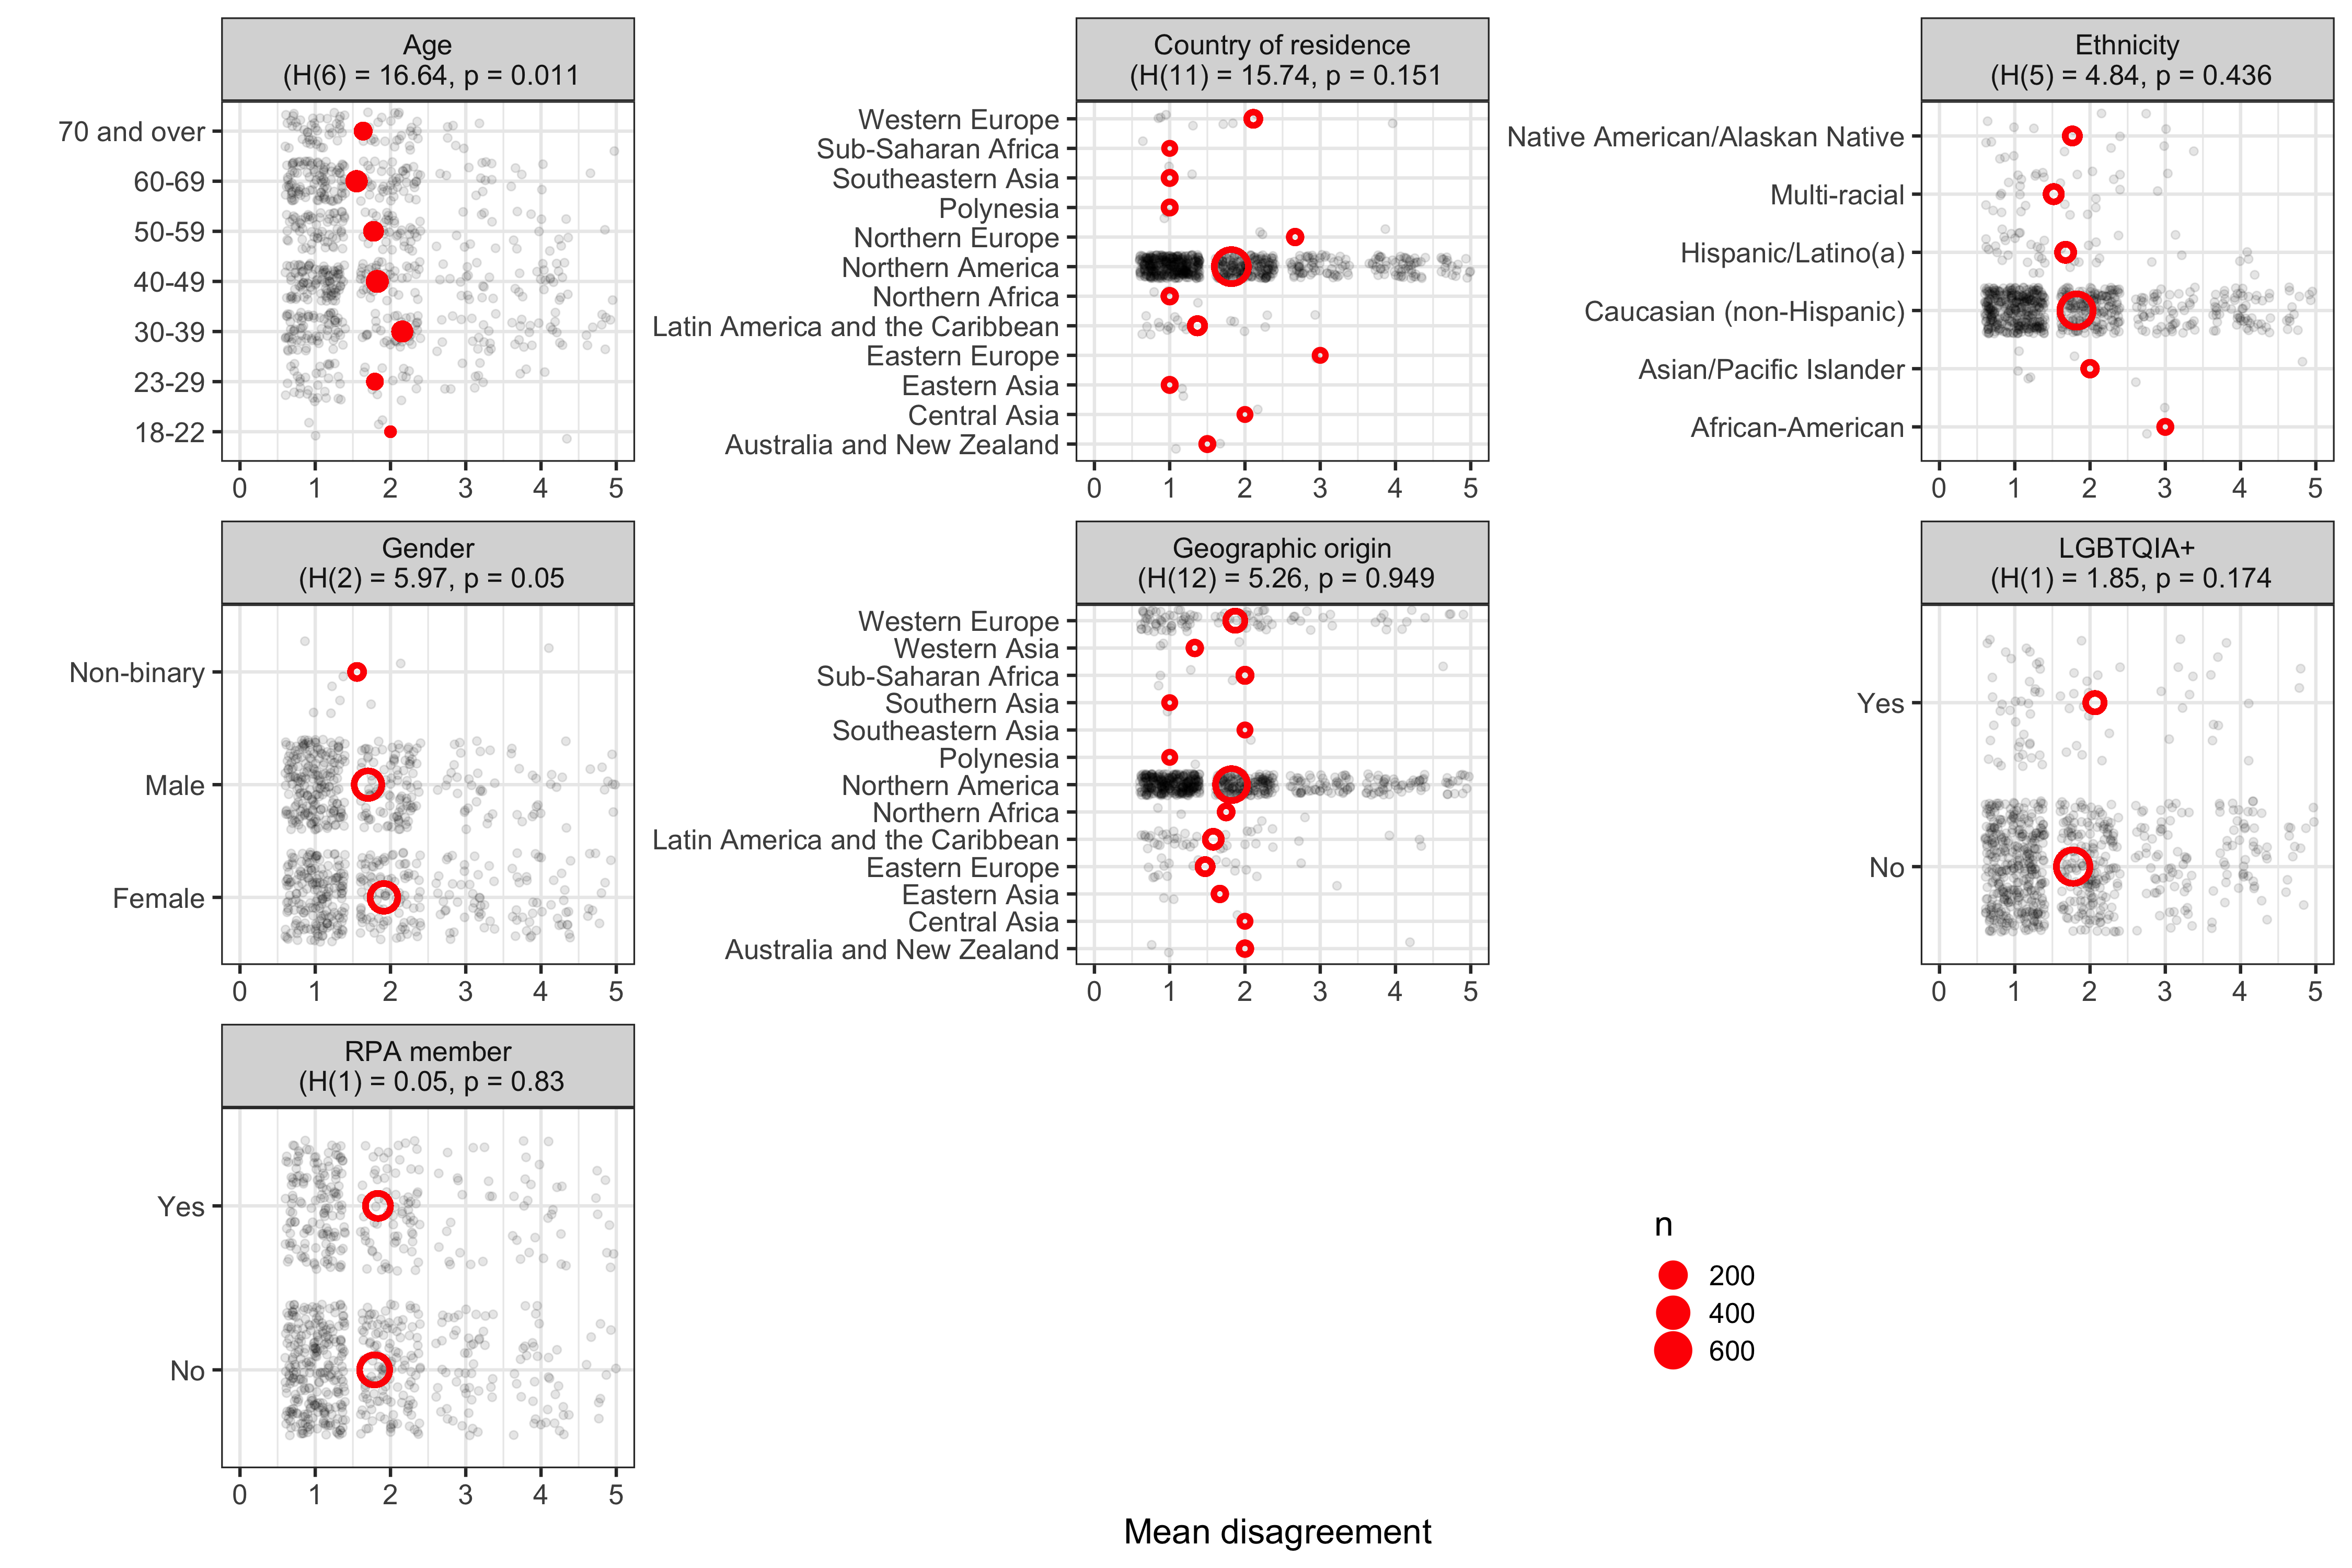 Age
(H(6) = 16.64, p = 0.011
70 and over
60-69
50-59
40-49
30-39
23-29
18-22
0 1 2 3 4 5
Country of residence
(H(11) = 15.74, p = 0.151
Western Europe
Sub-Saharan Africa
Southeastern Asia
Polynesia
Northern Europe
Northern America
Northern Africa
Latin America and the Caribbean
Eastern Europe
Eastern Asia
Central Asia
Australia and New Zealand
0 1 2 3 4 5
Ethnicity
(H(5) = 4.84, p = 0.436
Native American/Alaskan Native
Multi-racial
Hispanic/Latino(a)
Caucasian (non-Hispanic)
Asian/Pacific Islander
African-American
0 1 2 3 4 5
Gender
(H(2) = 5.97, p = 0.05
Non-binary
Male
Female
0 1 2 3 4 5
Geographic origin
(H(12) = 5.26, p = 0.949
Western Europe
Western Asia
Sub-Saharan Africa
Southern Asia
Southeastern Asia
Polynesia
Northern America
Northern Africa
Latin America and the Caribbean
Eastern Europe
Eastern Asia
Central Asia
Australia and New Zealand
0 1 2 3 4 5
LGBTQIA+
(H(1) = 1.85, p = 0.174
Yes
No
0 1 2 3 4 5
RPA member
(H(1) = 0.05, p = 0.83
Yes
No
0 1 2 3 4 5
n
200
400
600
Mean disagreement